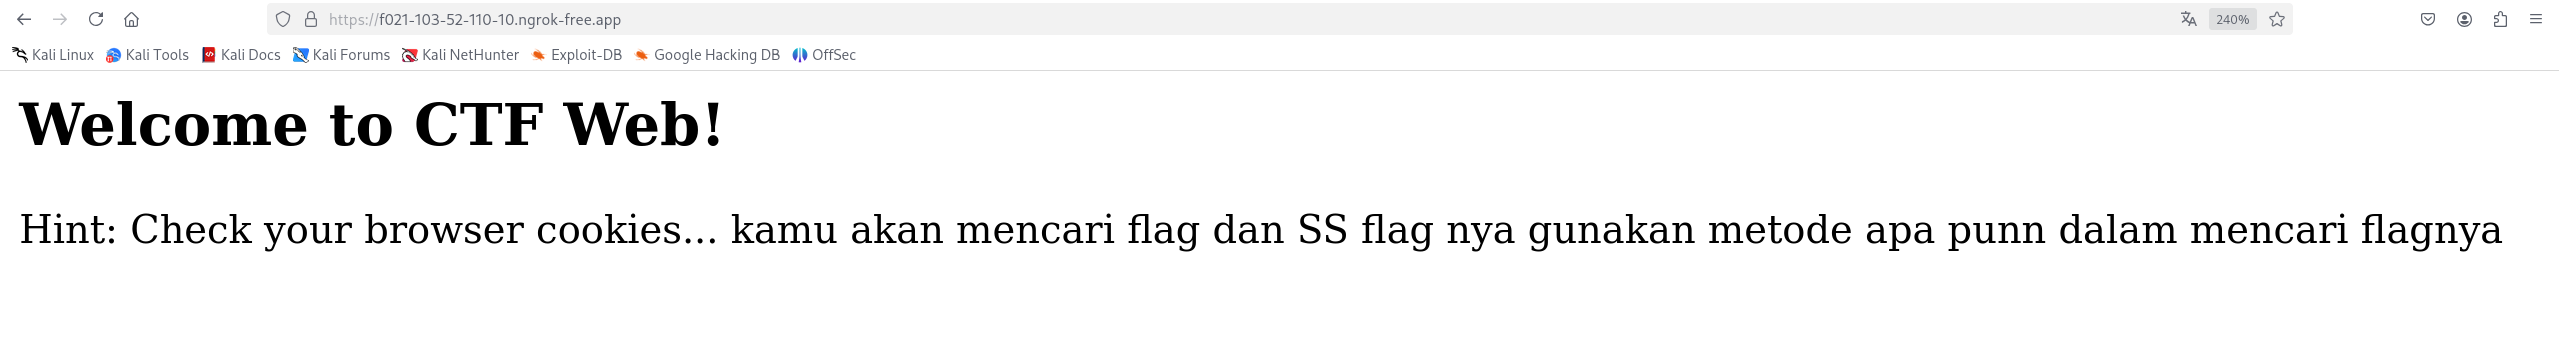 https://f021-103-52-110-10.ngrok-free.app
240%
Kali Linux Kali Tools Kali Docs Kali Forums Kali NetHunter Exploit-DB Google Hacking DB OffSec
Welcome to CTF Web!
Hint: Check your browser cookies... kamu akan mencari flag dan SS flag nya gunakan metode apa punn dalam mencari flagnya